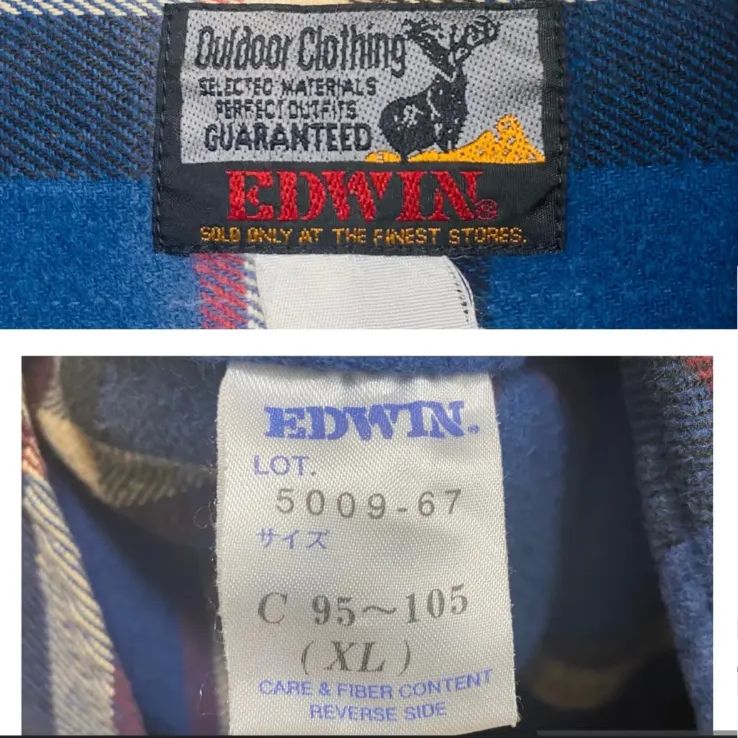 Outdoor Clothing
SELECTED MATERIALS
PERFECT OUTFITS
GUARANTEED
EDWIN®
SOLD ONLY AT THE FINEST STORES.
EDWIN.
LOT.
5009-67
サイズ
C 95~105
(XL)
CARE & FIBER CONTENT
REVERSE SIDE